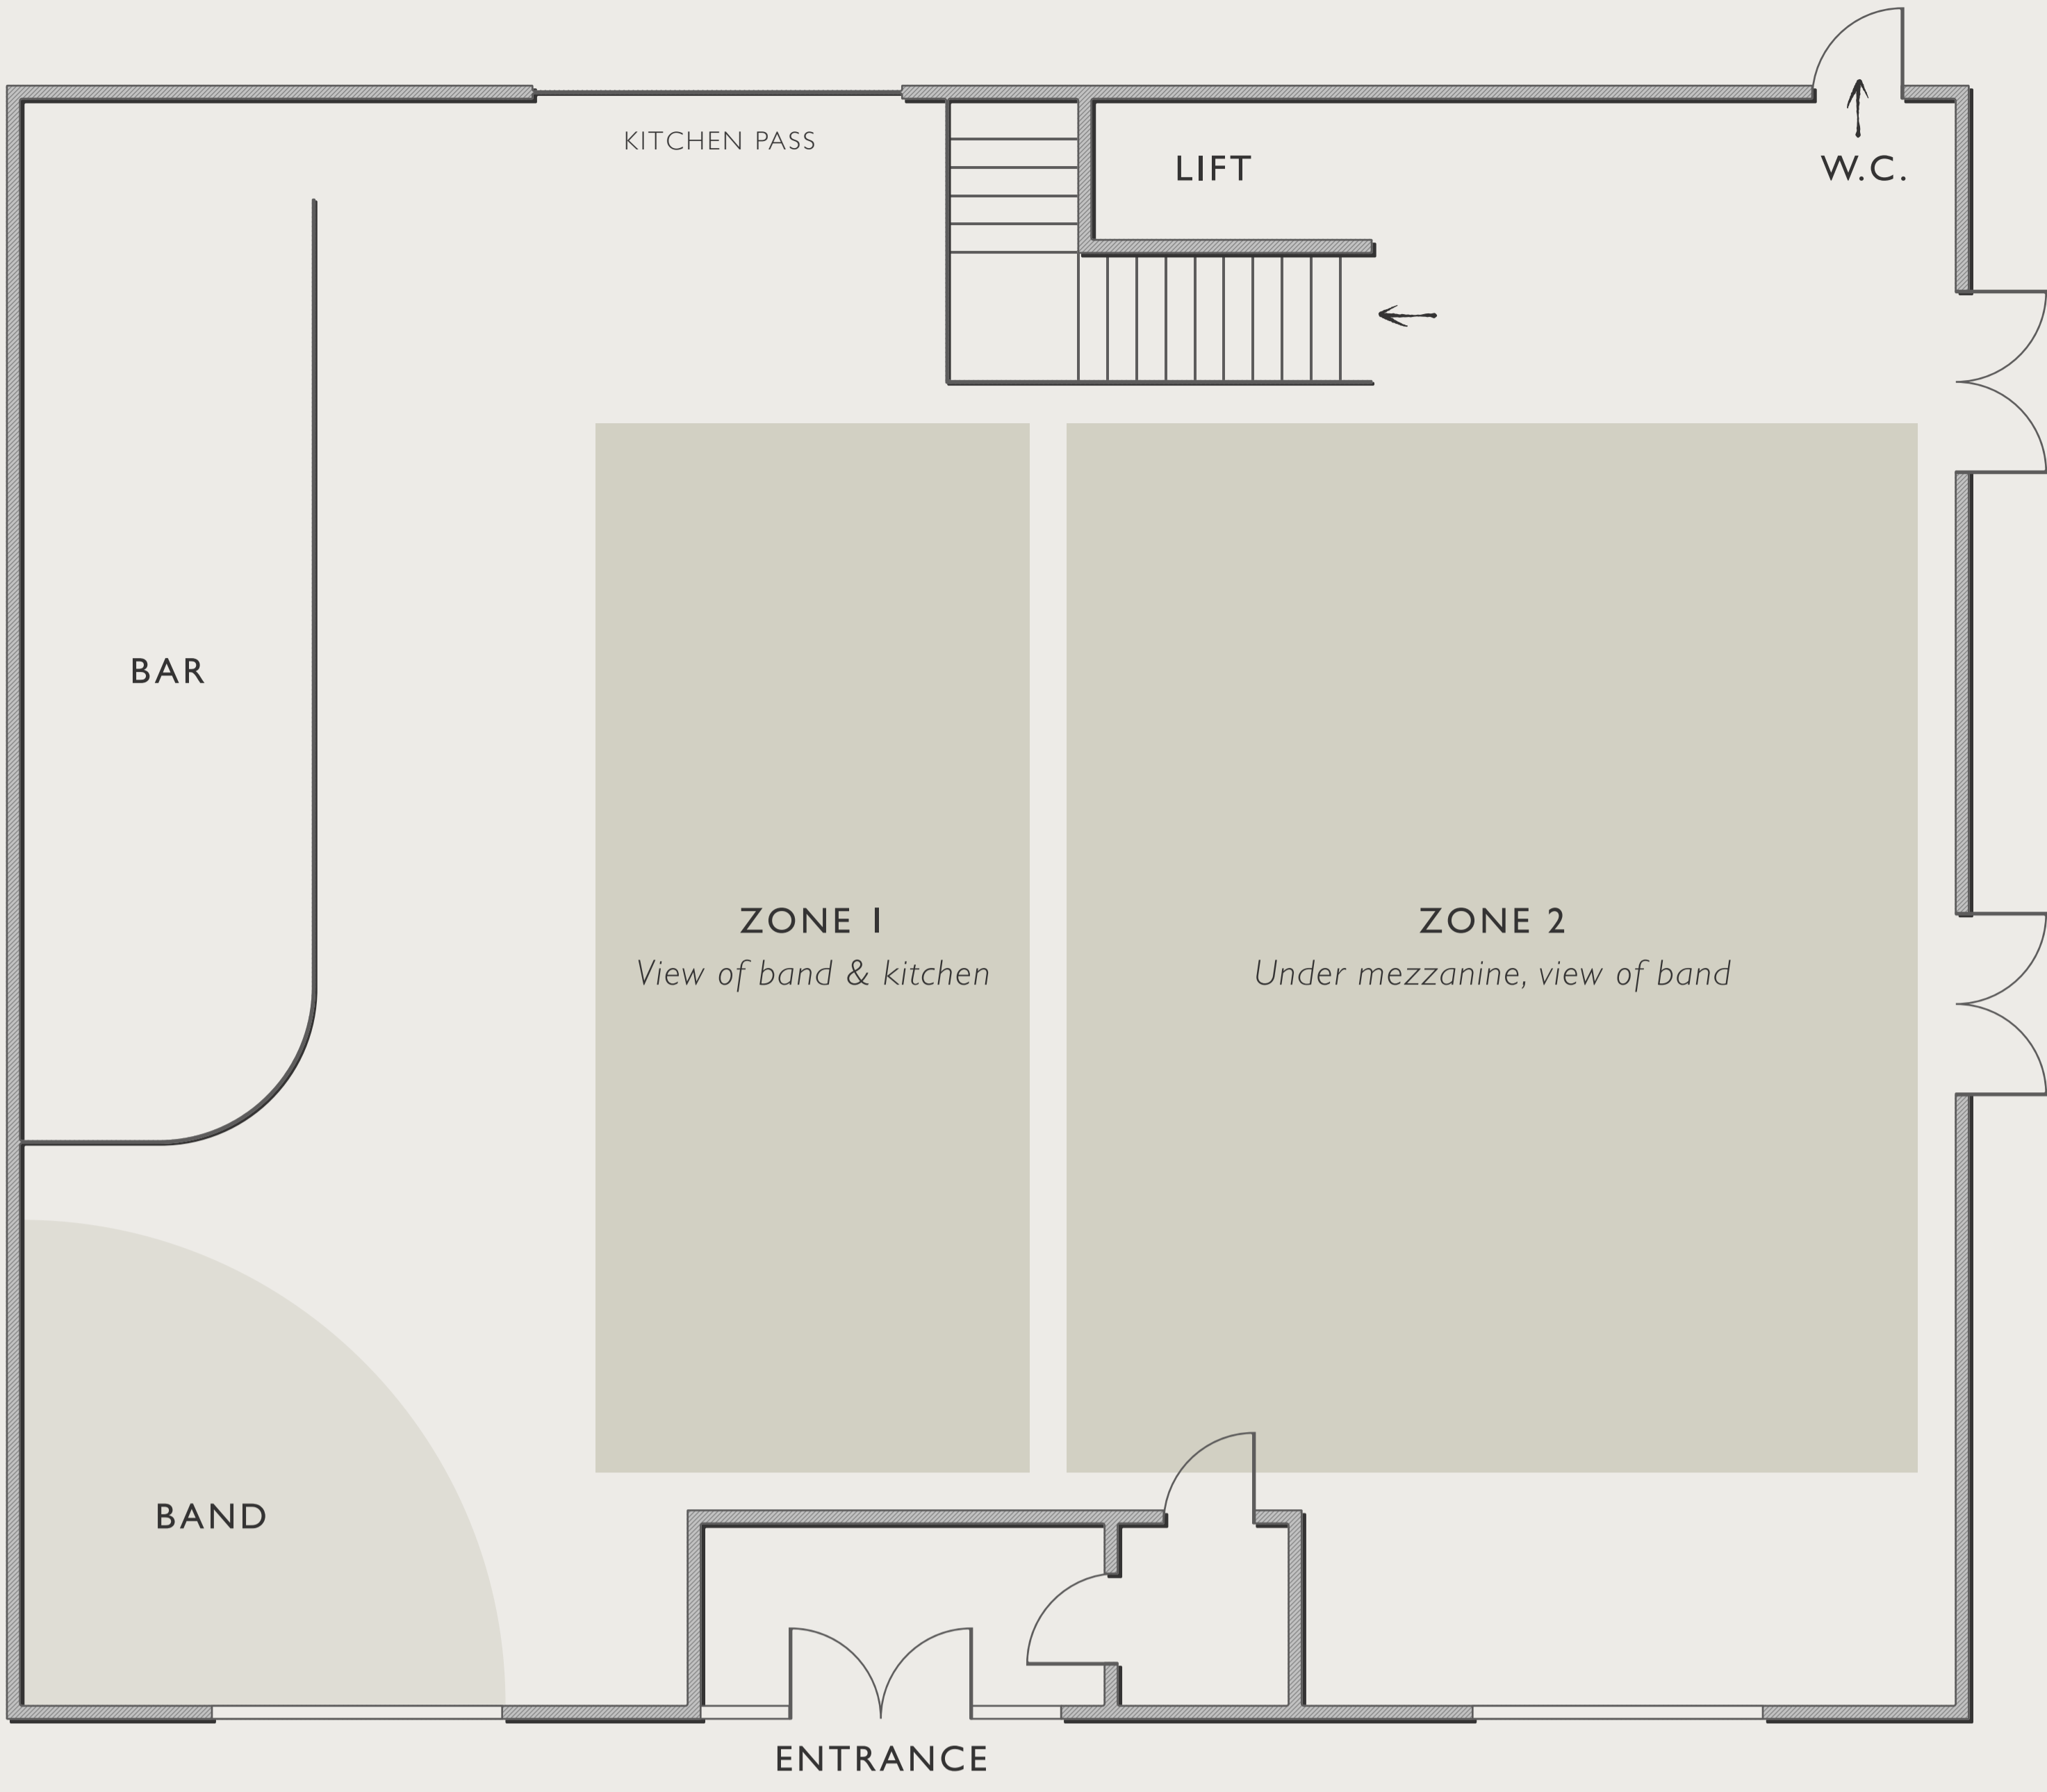 KITCHEN PASS
LIFT
W.C.
BAR
ZONE 1
View of band & kitchen
ZONE 2
Under mezzanine, view of band
BAND
ENTRANCE